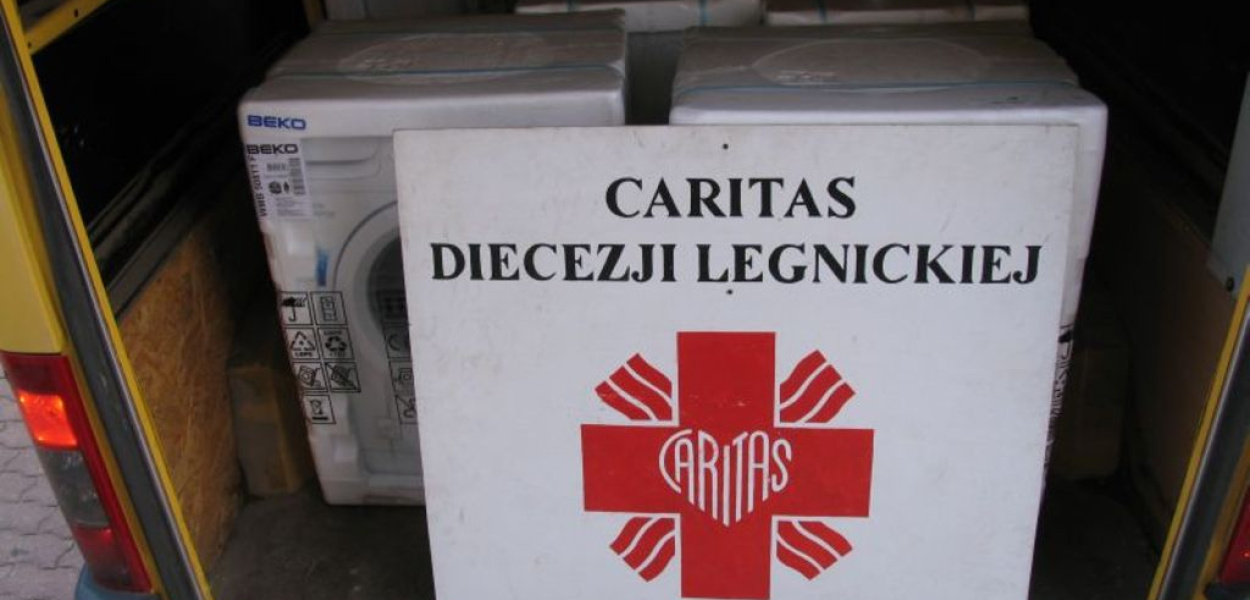 BEKO
BEKO
CARITAS
DIECEZJI LEGNICKIEJ
CARITAS